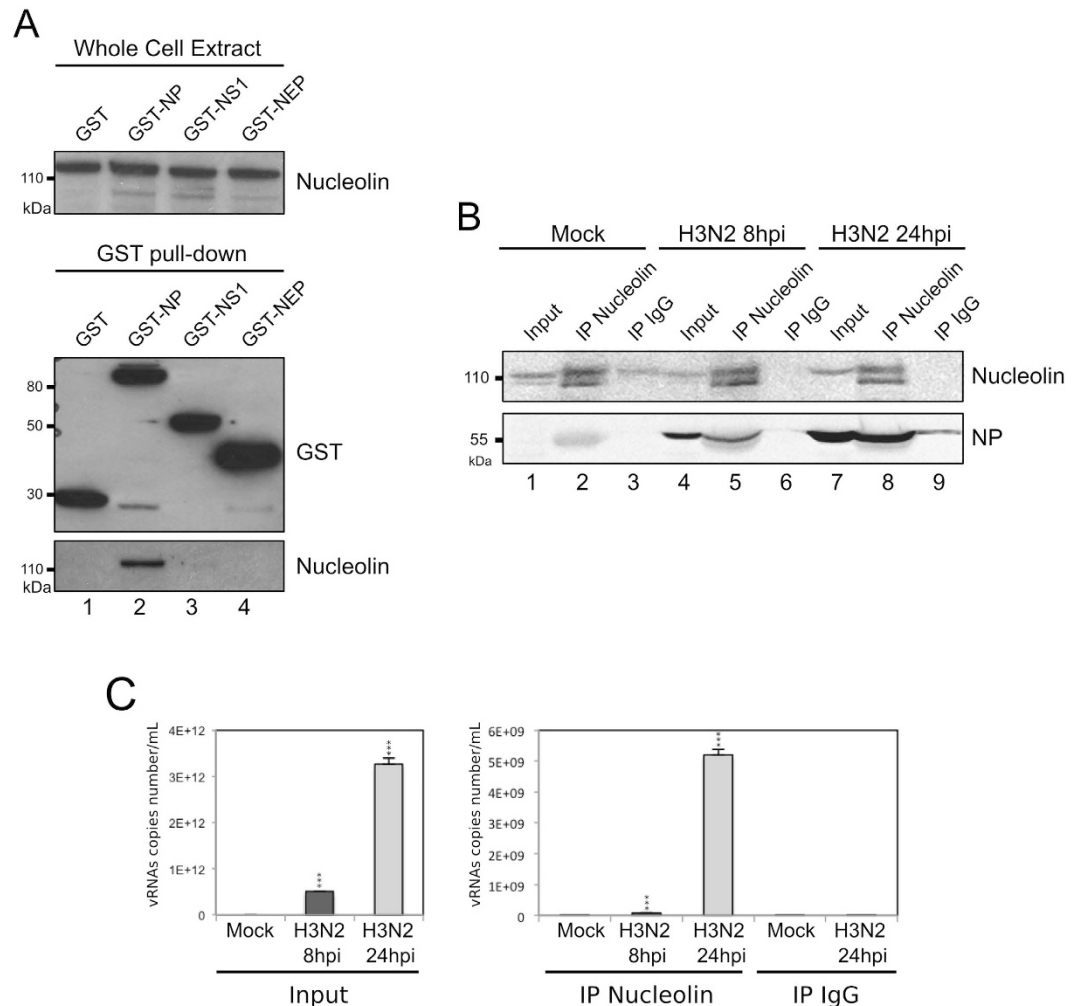 A
Whole Cell Extract
GST GST-NP GST-NS1 GST-NEP
110
kDa
Nucleolin
GST pull-down
GST GST-NP GST-NS1 GST-NEP
80
50
30
GST
110
kDa
Nucleolin
1 2 3 4
B
Mock H3N2 8hpi H3N2 24hpi
Input IP Nucleolin IP IgG Input IP Nucleolin IP IgG Input IP Nucleolin IP IgG
110 Nucleolin
55 NP
kDa
1 2 3 4 5 6 7 8 9
C
vRNAs copies number/mL
4E+12
3E+12
2E+12
1E+12
0
***
***
Mock H3N2 H3N2
8hpi 24hpi
Input
vRNAs copies number/mL
6E+09
5E+09
4E+09
3E+09
2E+09
1E+09
0
***
***
Mock H3N2 H3N2 Mock H3N2
8hpi 24hpi 24hpi
IP Nucleolin IP IgG